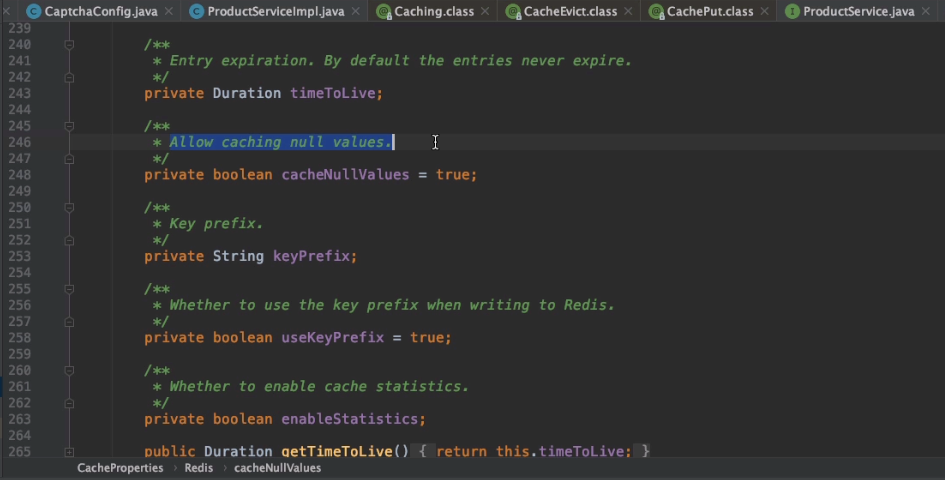 CaptchaConfig.java ProductServiceImpl.java Caching.class CacheEvict.class CachePut.class ProductService.java
239
240 /**
241 * Entry expiration. By default the entries never expire.
242 */
243 private Duration timeToLive;
244
245 /**
246 * Allow caching null values.
247 */
248 private boolean cacheNullValues = true;
249
250 /**
251 * Key prefix.
252 */
253 private String keyPrefix;
254
255 /**
256 * Whether to use the key prefix when writing to Redis.
257 */
258 private boolean useKeyPrefix = true;
259
260 /**
261 * Whether to enable cache statistics.
262 */
263 private boolean enableStatistics;
264
265 public Duration getTimeToLive() { return this.timeToLive; }
CacheProperties › Redis › cacheNullValues